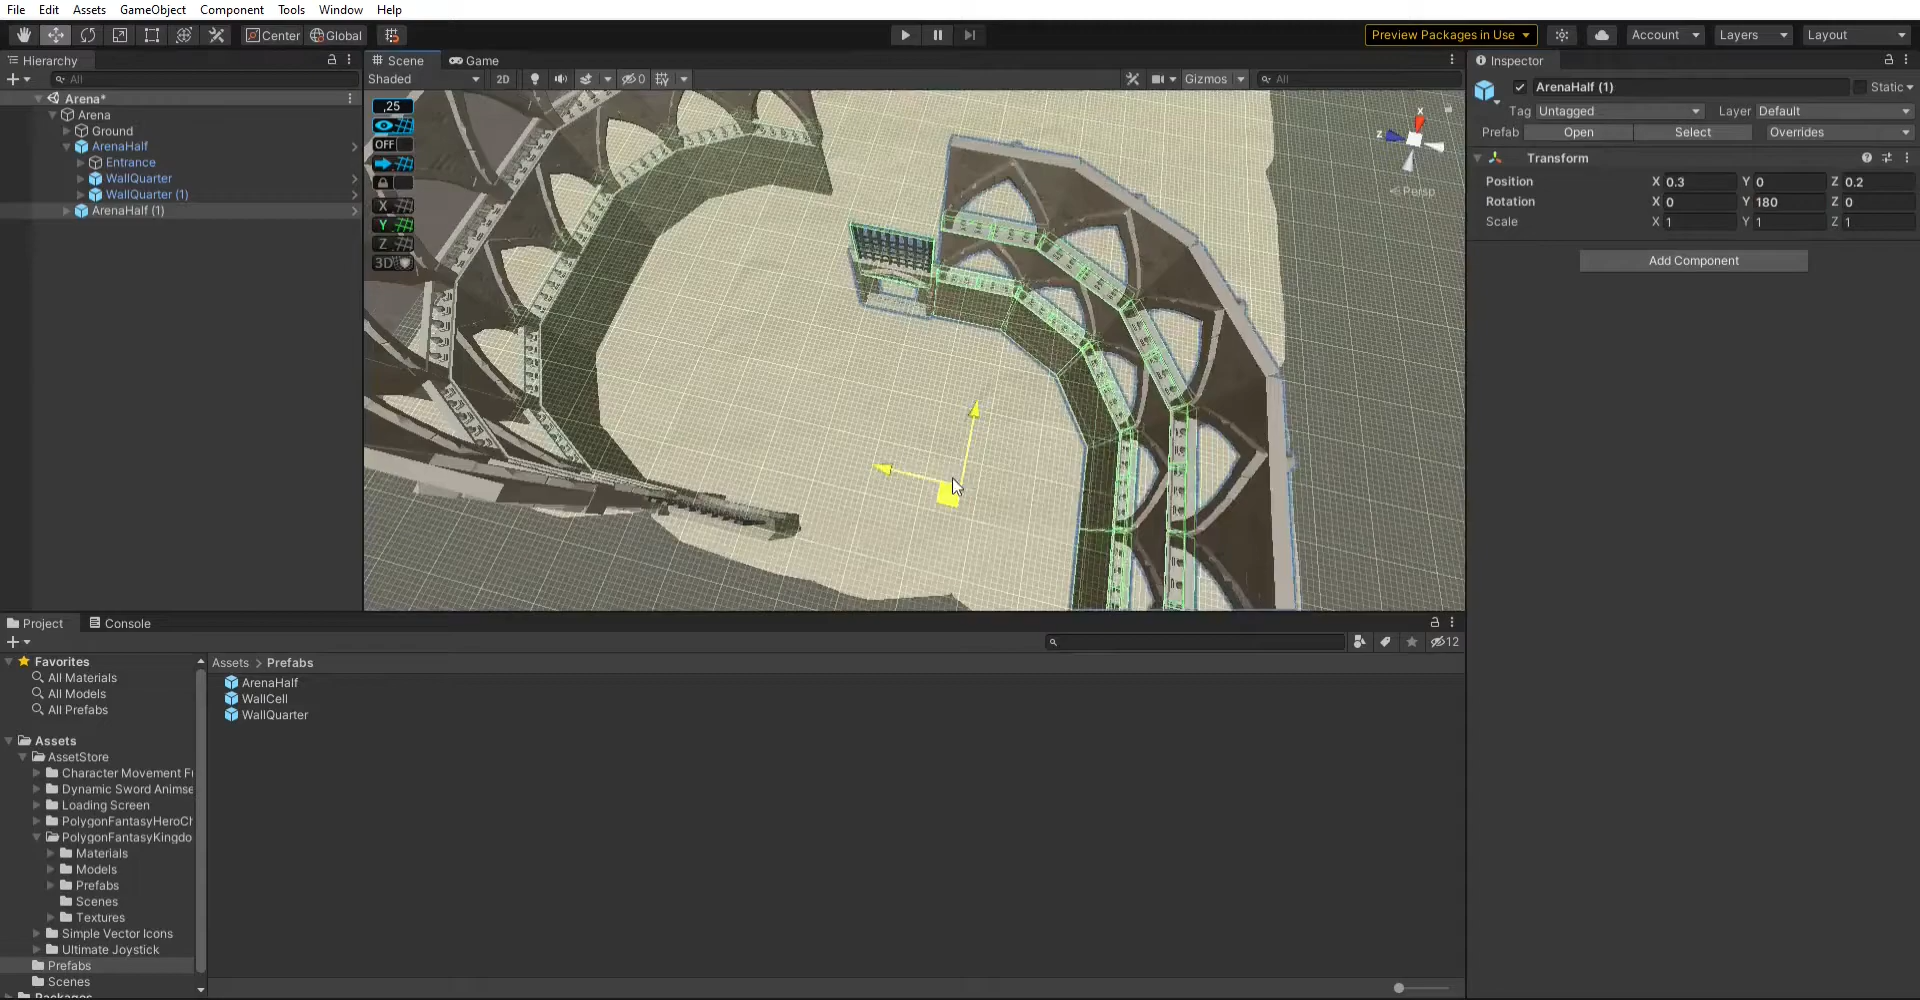 File Edit Assets GameObject Component Tools Window Help
Center Global Preview Packages in Use Account Layers Layout
Hierarchy Scene Game Inspector
All Shaded 2D 0 Gizmos All ArenaHalf (1) Static
Arena* ,25 Tag Untagged Layer Default
Arena
Ground Prefab Open Select Overrides
ArenaHalf OFF Transform
Entrance
WallQuarter Position X 0.3 Y 0 Z 0.2
WallQuarter (1) Rotation X 0 Y 180 Z 0
ArenaHalf (1) X Scale X 1 Y 1 Z 1
Y
Z
3D
x
z
Persp
Add Component
Project Console
12
Favorites Assets > Prefabs
All Materials ArenaHalf
All Models WallCell
All Prefabs WallQuarter
Assets
AssetStore
Character Movement F
Dynamic Sword Animse
Loading Screen
PolygonFantasyHeroCh
PolygonFantasyKingdo
Materials
Models
Prefabs
Scenes
Textures
Simple Vector Icons
Ultimate Joystick
Prefabs
Scenes
Packages